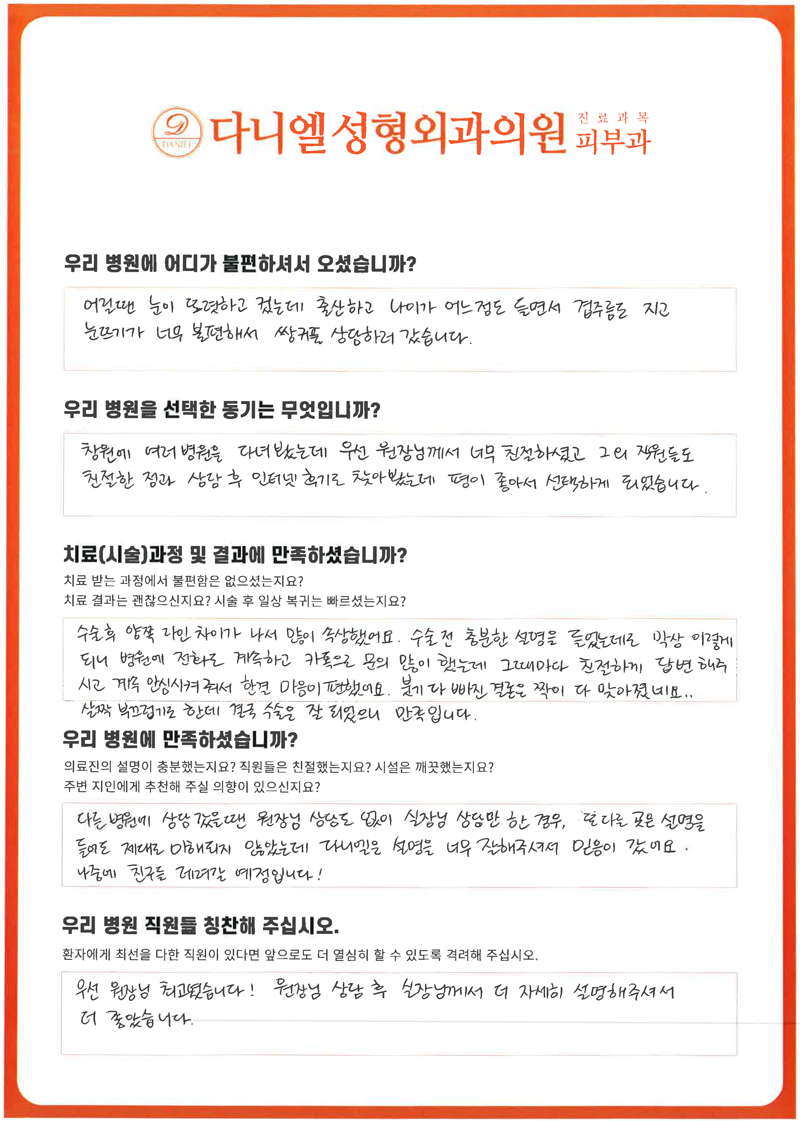 DANIEL
다니엘성형외과의원
진료과목
피부과
우리 병원에 어디가 불편하셔서 오셨습니까?
어릴땐 눈이 또렷하고 컸는데 출산하고 나이가 어느정도 들면서 겹주름도 지고
눈뜨기가 너무 불편해서 쌍커풀 상담하러 갔습니다.
우리 병원을 선택한 동기는 무엇입니까?
창원에 여러병원을 다녀봤는데 우선 원장님께서 너무 친절하셨고 그외 직원들도
친절한 점과 상담 후 인터넷 후기로 찾아봤는데 평이 좋아서 선택하게 되었습니다.
치료(시술)과정 및 결과에 만족하셨습니까?
치료 받는 과정에서 불편함은 없으셨는지요?
치료 결과는 괜찮으신지요? 시술 후 일상 복귀는 빠르셨는지요?
수술후 양쪽 라인 차이가 나서 많이 속상했어요. 수술전 충분한 설명을 들었는데도 막상 이렇게
되니 병원에 전화도 계속하고 카톡으로 문의 많이 했는데 그때마다 친절하게 답변해주
시고 계속 안심시켜 줘서 한결 마음이 편했어요. 붓기 다 빠진 결론은 짝이 다 맞아졌네요..
살짝 부끄럽기도 한데 결국 수술은 잘 되었으니 만족입니다.
우리 병원에 만족하셨습니까?
의료진의 설명이 충분했는지요? 직원들은 친절했는지요? 시설은 깨끗했는지요?
주변 지인에게 추천해 주실 의향이 있으신지요?
다른 병원에 상담 갔을땐 원장님 상담도 없이 실장님 상담만 한 경우, 또 다른 곳은 설명을
들어도 제대로 이해되지 않았는데 다니엘은 설명을 너무 잘해주셔서 믿음이 갔어요.
나중에 친구들 데려갈 예정입니다!
우리 병원 직원들 칭찬해 주십시오.
환자에게 최선을 다한 직원이 있다면 앞으로도 더 열심히 할 수 있도록 격려해 주십시오.
우선 원장님 최고였습니다! 원장님 상담 후 실장님께서 더 자세히 설명해주셔서
더 좋았습니다.